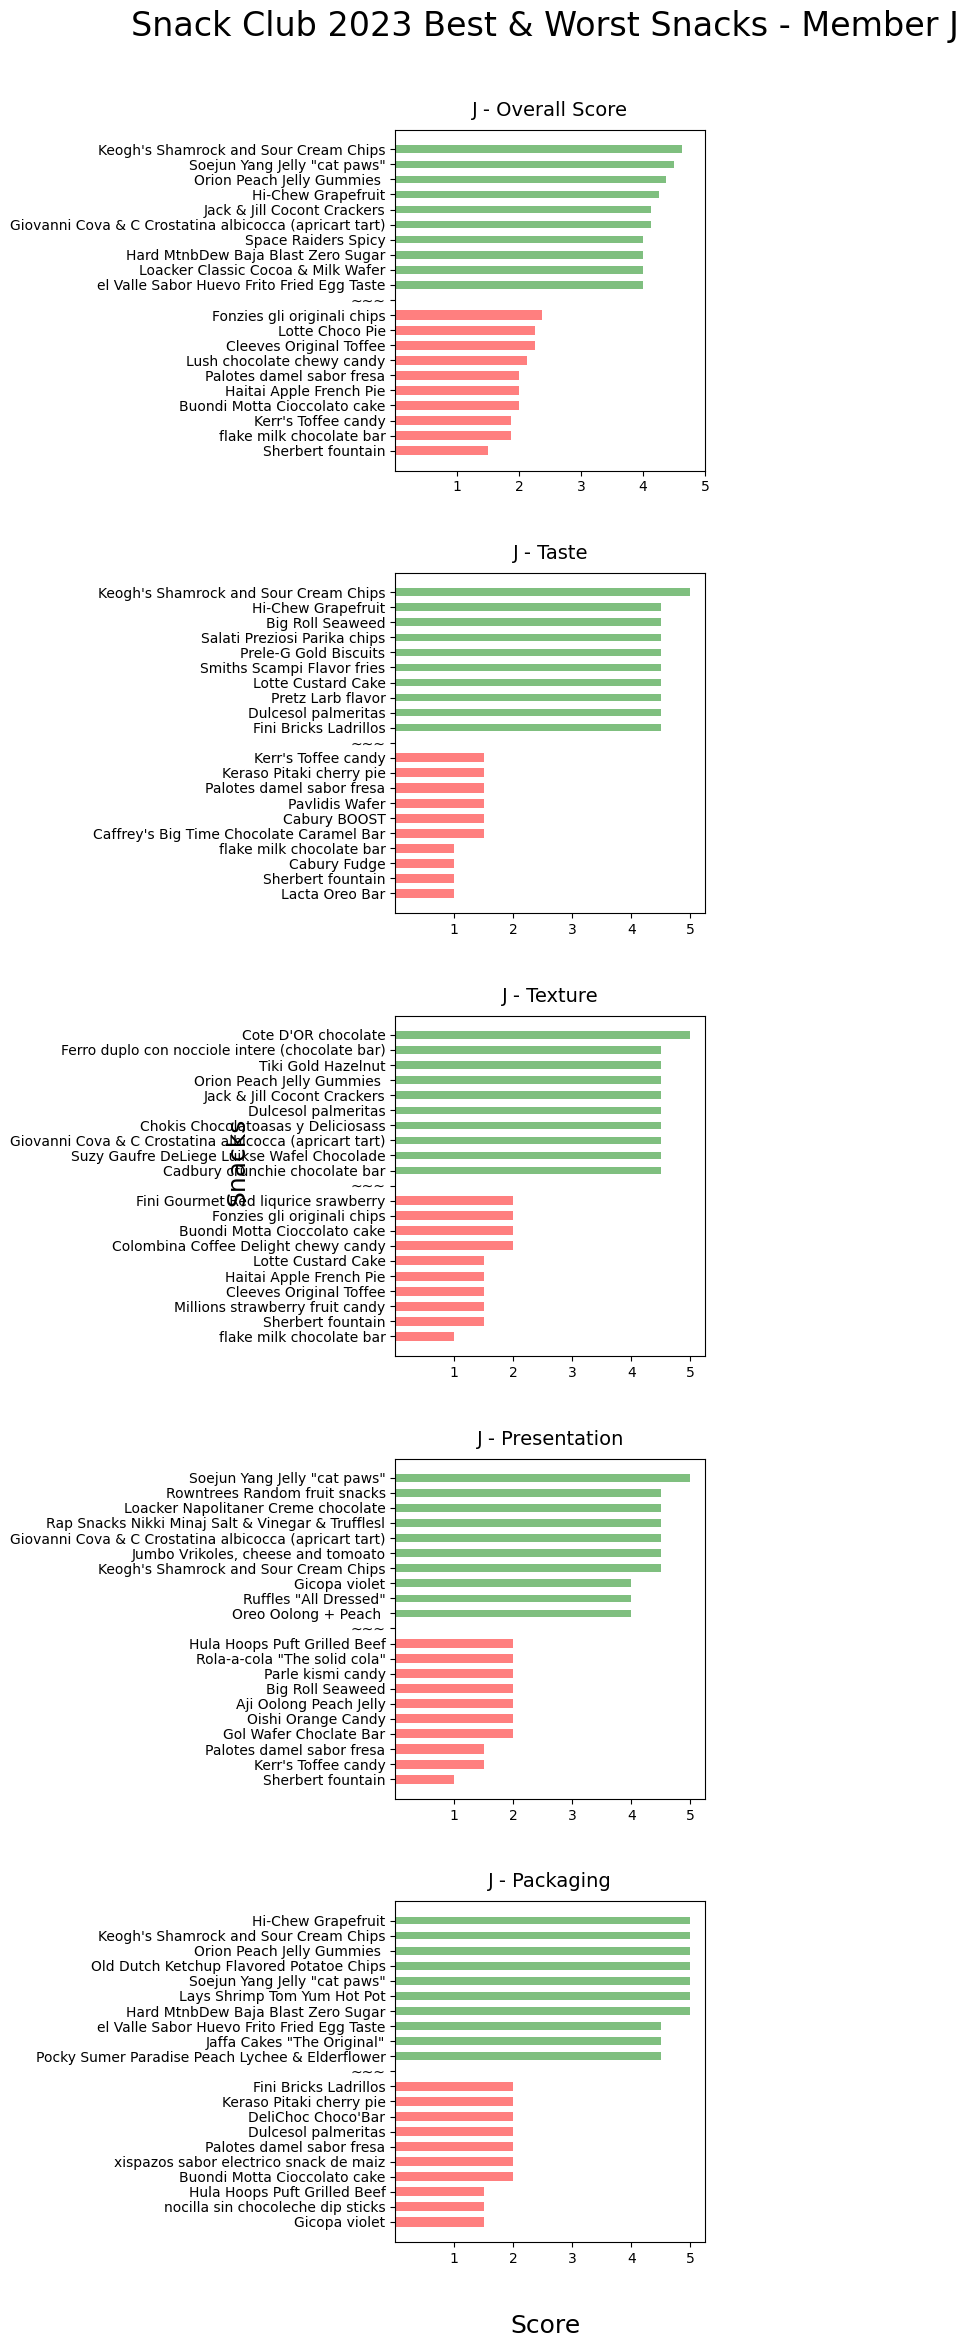 Snack Club 2023 Best & Worst Snacks - Member J
J - Overall Score
Keogh's Shamrock and Sour Cream Chips
Soejun Yang Jelly "cat paws"
Orion Peach Jelly Gummies
Hi-Chew Grapefruit
Jack & Jill Cocont Crackers
Giovanni Cova & C Crostatina albicocca (apricart tart)
Space Raiders Spicy
Hard MtnbDew Baja Blast Zero Sugar
Loacker Classic Cocoa & Milk Wafer
el Valle Sabor Huevo Frito Fried Egg Taste
~~~
Fonzies gli originali chips
Lotte Choco Pie
Cleeves Original Toffee
Lush chocolate chewy candy
Palotes damel sabor fresa
Haitai Apple French Pie
Buondi Motta Cioccolato cake
Kerr's Toffee candy
flake milk chocolate bar
Sherbert fountain
1 2 3 4 5
J - Taste
Keogh's Shamrock and Sour Cream Chips
Hi-Chew Grapefruit
Big Roll Seaweed
Salati Preziosi Parika chips
Prele-G Gold Biscuits
Smiths Scampi Flavor fries
Lotte Custard Cake
Pretz Larb flavor
Dulcesol palmeritas
Fini Bricks Ladrillos
~~~
Kerr's Toffee candy
Keraso Pitaki cherry pie
Palotes damel sabor fresa
Pavlidis Wafer
Cabury BOOST
Caffrey's Big Time Chocolate Caramel Bar
flake milk chocolate bar
Cabury Fudge
Sherbert fountain
Lacta Oreo Bar
1 2 3 4 5
J - Texture
Cote D'OR chocolate
Ferro duplo con nocciole intere (chocolate bar)
Tiki Gold Hazelnut
Orion Peach Jelly Gummies
Jack & Jill Cocont Crackers
Dulcesol palmeritas
Chokis Chocolatoasas y Deliciosass
Giovanni Cova & C Crostatina albicocca (apricart tart)
Suzy Gaufre DeLiege Luikse Wafel Chocolade
Cadbury crunchie chocolate bar
~~~
Fini Gourmet Red liqurice srawberry
Fonzies gli originali chips
Buondi Motta Cioccolato cake
Colombina Coffee Delight chewy candy
Lotte Custard Cake
Haitai Apple French Pie
Cleeves Original Toffee
Millions strawberry fruit candy
Sherbert fountain
flake milk chocolate bar
1 2 3 4 5
Snacks
J - Presentation
Soejun Yang Jelly "cat paws"
Rowntrees Random fruit snacks
Loacker Napolitaner Creme chocolate
Rap Snacks Nikki Minaj Salt & Vinegar & Trufflesl
Giovanni Cova & C Crostatina albicocca (apricart tart)
Jumbo Vrikoles, cheese and tomoato
Keogh's Shamrock and Sour Cream Chips
Gicopa violet
Ruffles "All Dressed"
Oreo Oolong + Peach
~~~
Hula Hoops Puft Grilled Beef
Rola-a-cola "The solid cola"
Parle kismi candy
Big Roll Seaweed
Aji Oolong Peach Jelly
Oishi Orange Candy
Gol Wafer Choclate Bar
Palotes damel sabor fresa
Kerr's Toffee candy
Sherbert fountain
1 2 3 4 5
J - Packaging
Hi-Chew Grapefruit
Keogh's Shamrock and Sour Cream Chips
Orion Peach Jelly Gummies
Old Dutch Ketchup Flavored Potatoe Chips
Soejun Yang Jelly "cat paws"
Lays Shrimp Tom Yum Hot Pot
Hard MtnbDew Baja Blast Zero Sugar
el Valle Sabor Huevo Frito Fried Egg Taste
Jaffa Cakes "The Original"
Pocky Sumer Paradise Peach Lychee & Elderflower
~~~
Fini Bricks Ladrillos
Keraso Pitaki cherry pie
DeliChoc Choco'Bar
Dulcesol palmeritas
Palotes damel sabor fresa
xispazos sabor electrico snack de maiz
Buondi Motta Cioccolato cake
Hula Hoops Puft Grilled Beef
nocilla sin chocoleche dip sticks
Gicopa violet
1 2 3 4 5
Score